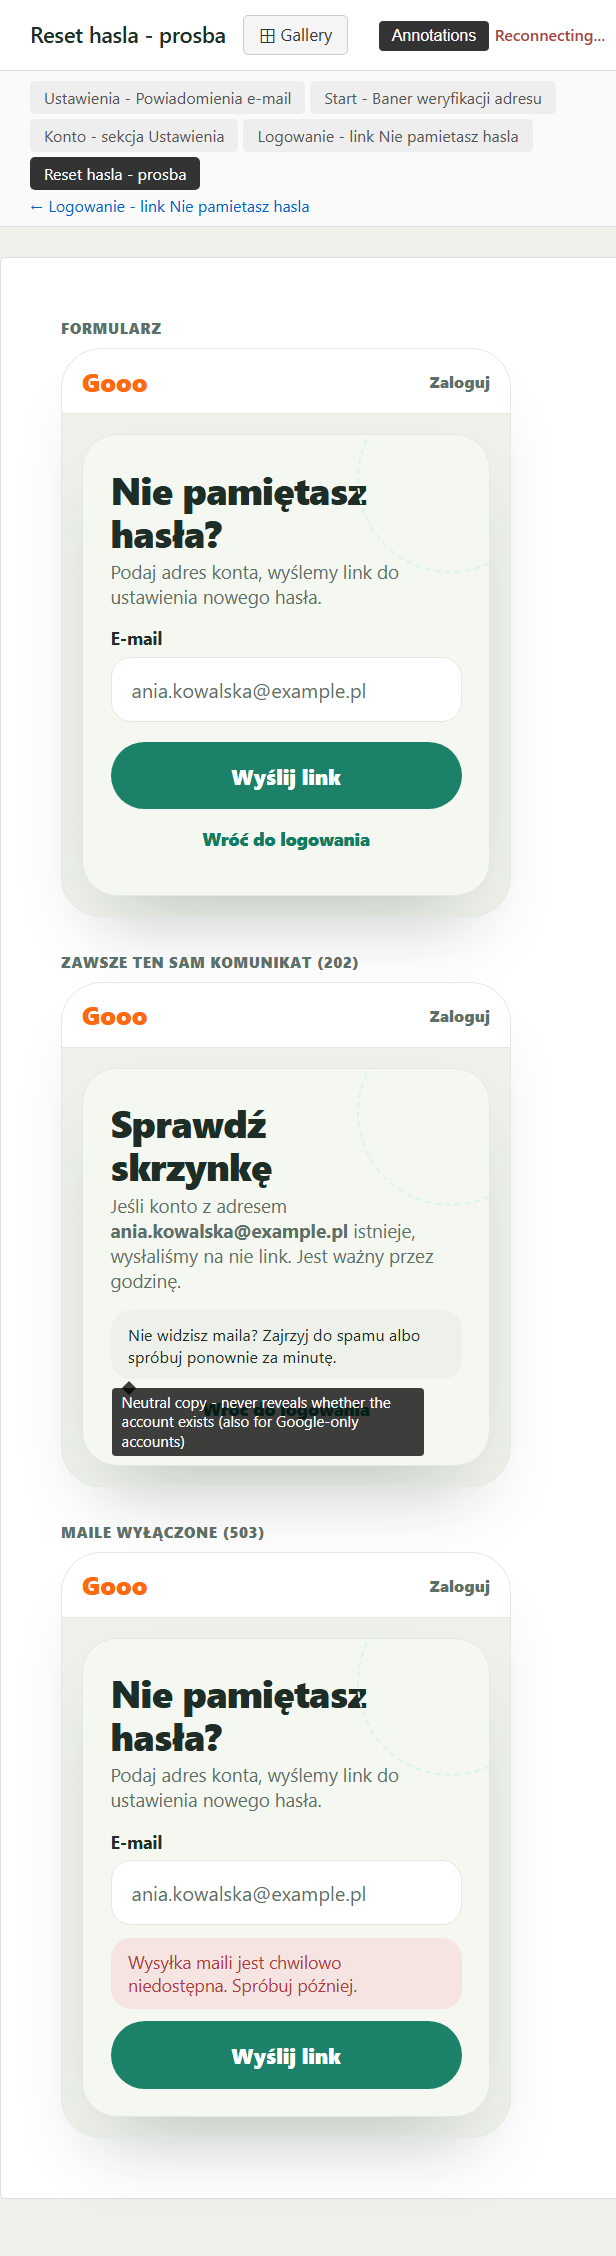 Reset hasla - prosba
Gallery
Annotations
Reconnecting...
Ustawienia - Powiadomienia e-mail
Start - Baner weryfikacji adresu
Konto - sekcja Ustawienia
Logowanie - link Nie pamietasz hasla
Reset hasla - prosba
← Logowanie - link Nie pamietasz hasla
FORMULARZ
Gooo
Zaloguj
Nie pamiętasz
hasła?
Podaj adres konta, wyślemy link do
ustawienia nowego hasła.
E-mail
ania.kowalska@example.pl
Wyślij link
Wróć do logowania
ZAWSZE TEN SAM KOMUNIKAT (202)
Gooo
Zaloguj
Sprawdź
skrzynkę
Jeśli konto z adresem
ania.kowalska@example.pl istnieje,
wysłaliśmy na nie link. Jest ważny przez
godzinę.
Nie widzisz maila? Zajrzyj do spamu albo
spróbuj ponownie za minutę.
Wróć do logowania
Neutral copy - never reveals whether the
account exists (also for Google-only
accounts)
MAILE WYŁĄCZONE (503)
Gooo
Zaloguj
Nie pamiętasz
hasła?
Podaj adres konta, wyślemy link do
ustawienia nowego hasła.
E-mail
ania.kowalska@example.pl
Wysyłka maili jest chwilowo
niedostępna. Spróbuj później.
Wyślij link